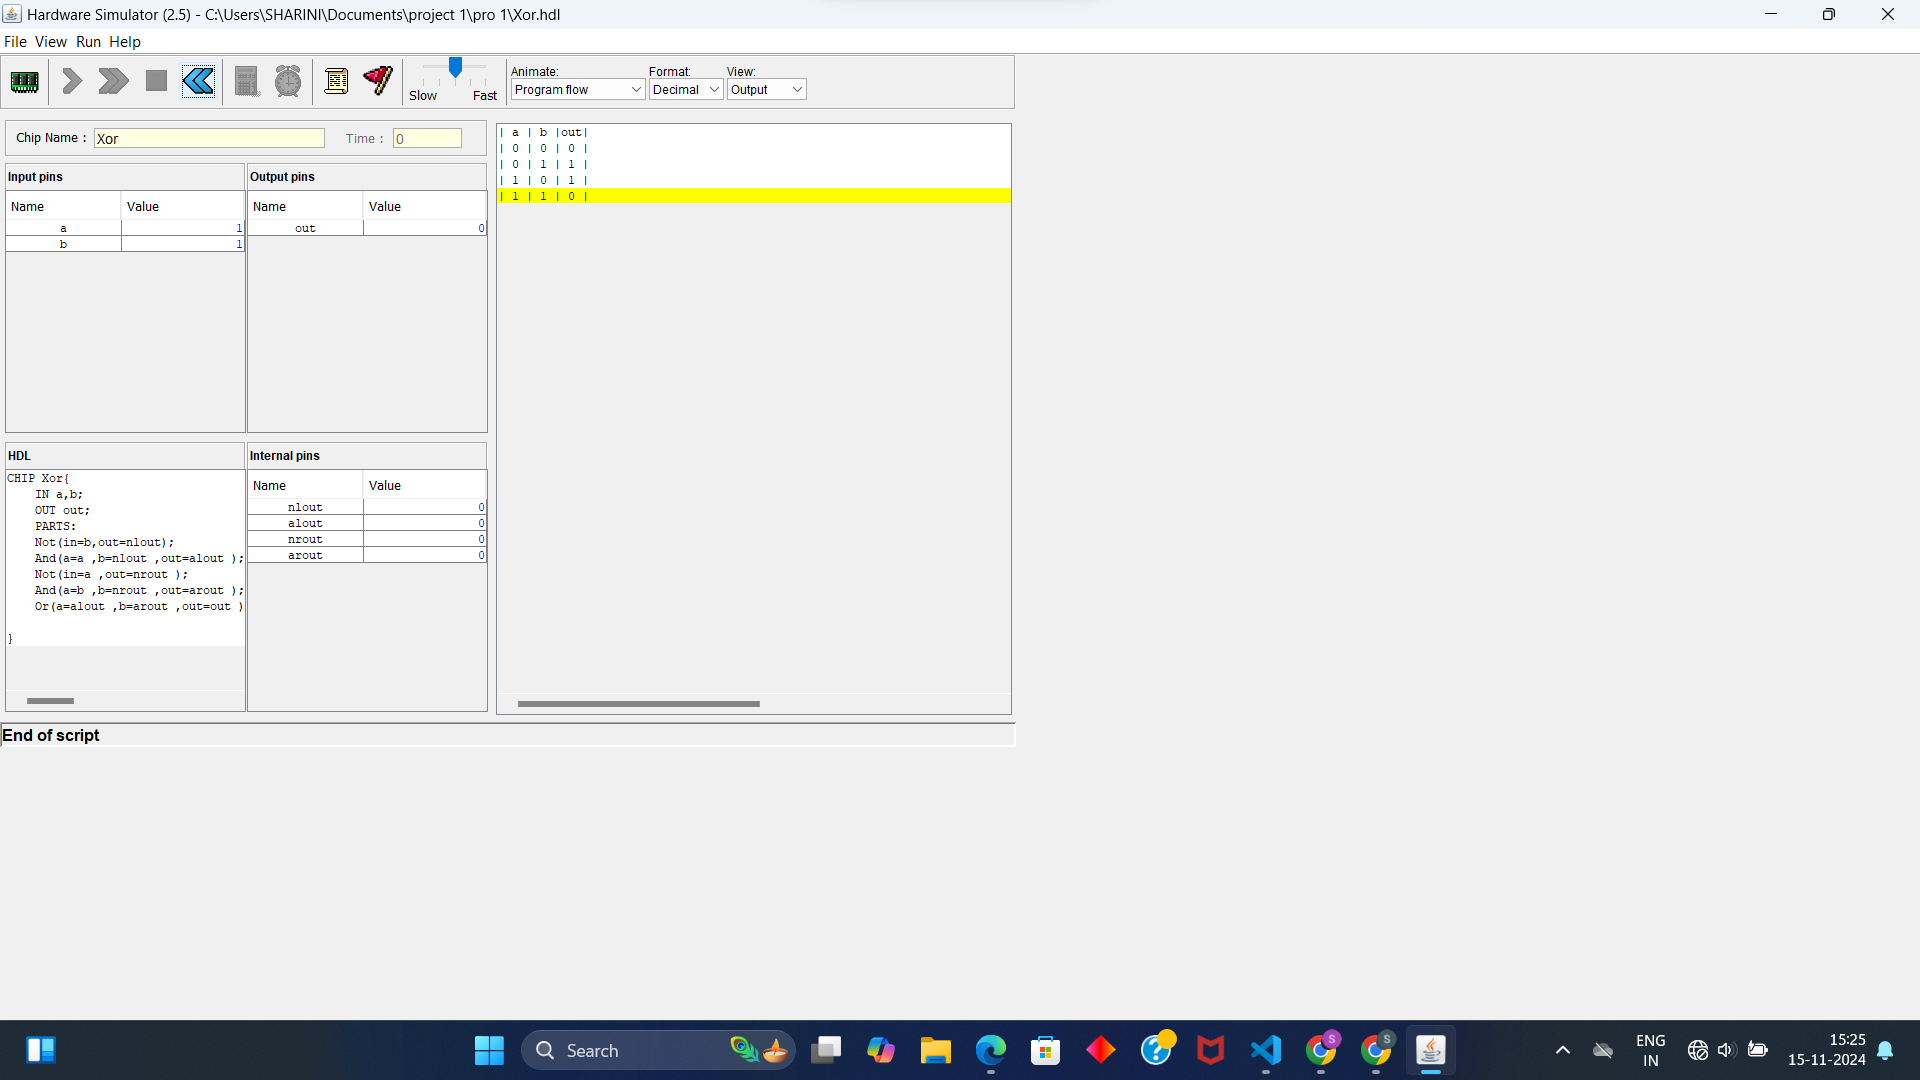 Hardware Simulator (2.5) - C:\Users\SHARINI\Documents\project 1\pro 1\Xor.hdl
File View Run Help
Animate: Format: View:
Slow Fast Program flow Decimal Output
Chip Name : Xor Time : 0
Input pins
Name Value
a 1
b 1
Output pins
Name Value
out 0
| a | b |out|
| 0 | 0 | 0 |
| 0 | 1 | 1 |
| 1 | 0 | 1 |
| 1 | 1 | 0 |
HDL
CHIP Xor{
IN a,b;
OUT out;
PARTS:
Not(in=b,out=nlout);
And(a=a ,b=nlout ,out=alout );
Not(in=a ,out=nrout );
And(a=b ,b=nrout ,out=arout );
Or(a=alout ,b=arout ,out=out )
}
Internal pins
Name Value
nlout 0
alout 0
nrout 0
arout 0
End of script
Search
S
S
ENG
IN
15:25
15-11-2024